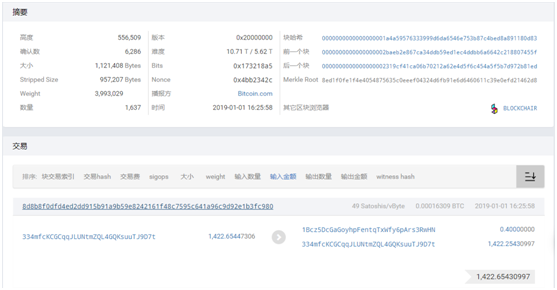 摘要
高度 556,509 版本 0x20000000 块哈希 0000000000000000001a4a59576333999d6da6546e753b87c4bed8a891180d83
确认数 6,286 难度 10.71 T / 5.62 T 前一个块 0000000000000000002baeb2e867ca34ddb59ed1ec4ddbb6a6642c218807455f
大小 1,121,408 Bytes Bits 0x173218a5 后一个块 0000000000000000002319cf41ca06b70212a62e4d5f6c454a5f5b7d972b81ed
Stripped Size 957,207 Bytes Nonce 0x4bb2342c Merkle Root 8ed1f0fe1f4e4054875635c0eeef04324d6fb91e6d6460611c39e0efd21462d8
Weight 3,993,029 播报方 Bitcoin.com
数量 1,637 时间 2019-01-01 16:25:58 其它区块浏览器 BLOCKCHAIR
交易
排序: 块交易索引 交易hash 交易费 sigops 大小 weight 输入数量 输入金额 输出数量 输出金额 witness hash
8d8b8f0dfd4ed2dd915b91a9b59e8242161f48c7595c641a96c9d92e1b3fc980 49 Satoshis/vByte 0.00016309 BTC 2019-01-01 16:25:58
334mfcKCGCqqJLUNtmZQL4GQKsuuTJ9D7t 1,422.65447306 1Bcz5DcGaGoyhpFentqTxWfy6pArs3RwHN 0.40000000
334mfcKCGCqqJLUNtmZQL4GQKsuuTJ9D7t 1,422.25430997
1,422.65430997